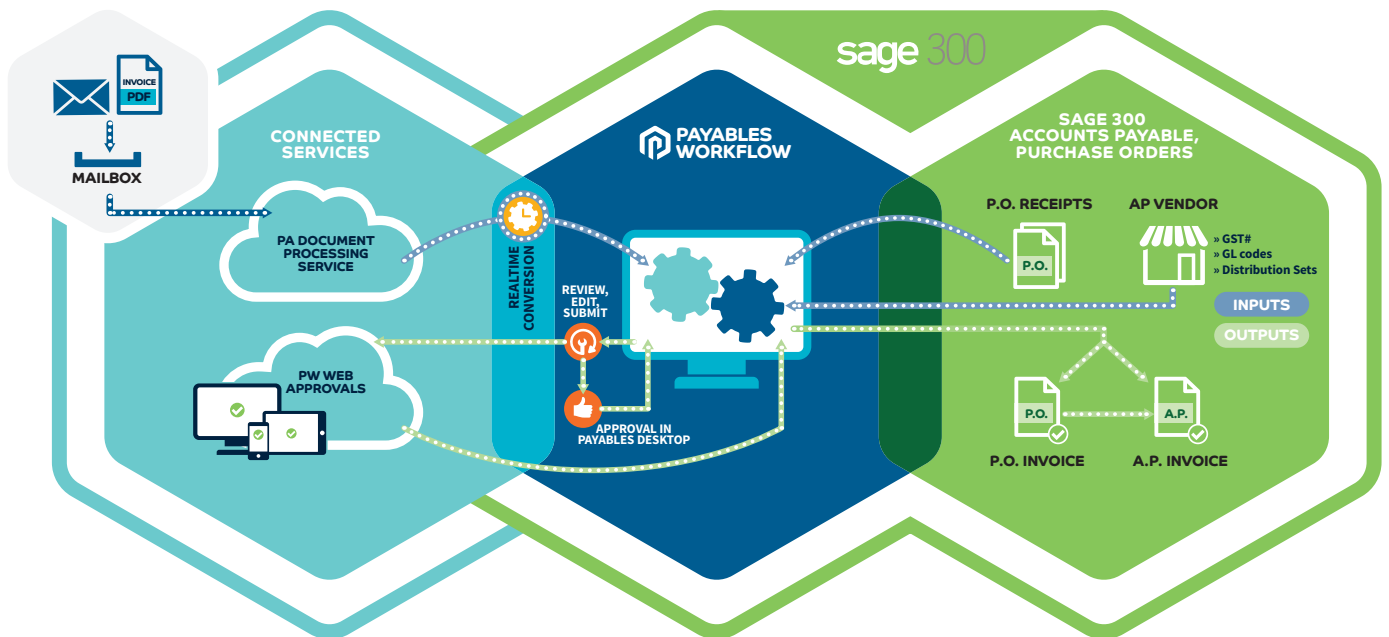 sage 300
INVOICE
PDF
MAILBOX
CONNECTED
SERVICES
PA DOCUMENT
PROCESSING
SERVICE
REALTIME
CONVERSION
PW WEB
APPROVALS
PAYABLES
WORKFLOW
REVIEW,
EDIT,
SUBMIT
APPROVAL IN
PAYABLES DESKTOP
SAGE 300
ACCOUNTS PAYABLE,
PURCHASE ORDERS
P.O. RECEIPTS
P.O.
AP VENDOR
» GST#
» GL codes
» Distribution Sets
INPUTS
OUTPUTS
P.O.
P.O. INVOICE
A.P.
A.P. INVOICE